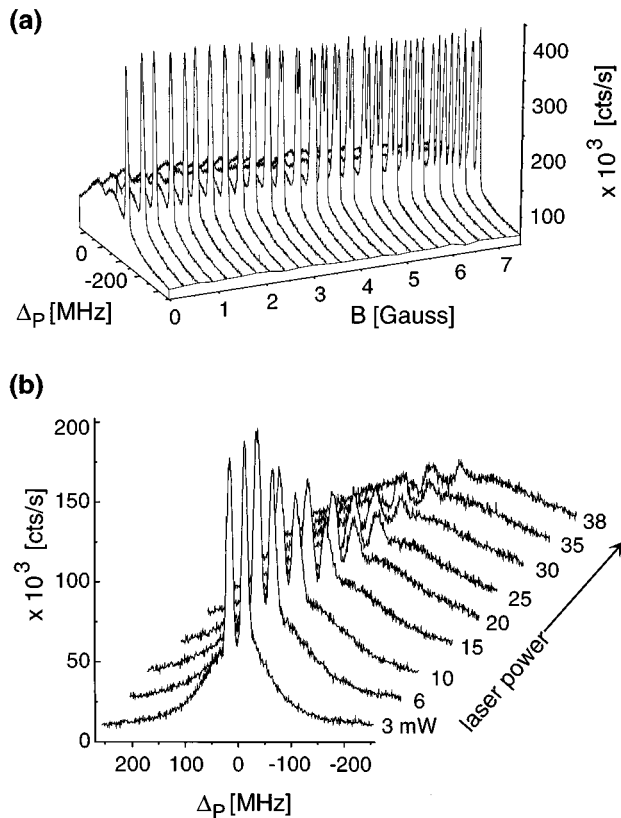 (a)
400
300
200
100
x 10³ [cts/s]
0
-200
Δ_P [MHz]
0 1 2 3 4 5 6 7
B [Gauss]
(b)
200
150
100
50
0
x 10³ [cts/s]
38
35
30
25
20
15
10
6
3 mW
laser power
200 100 0 -100 -200
Δ_P [MHz]